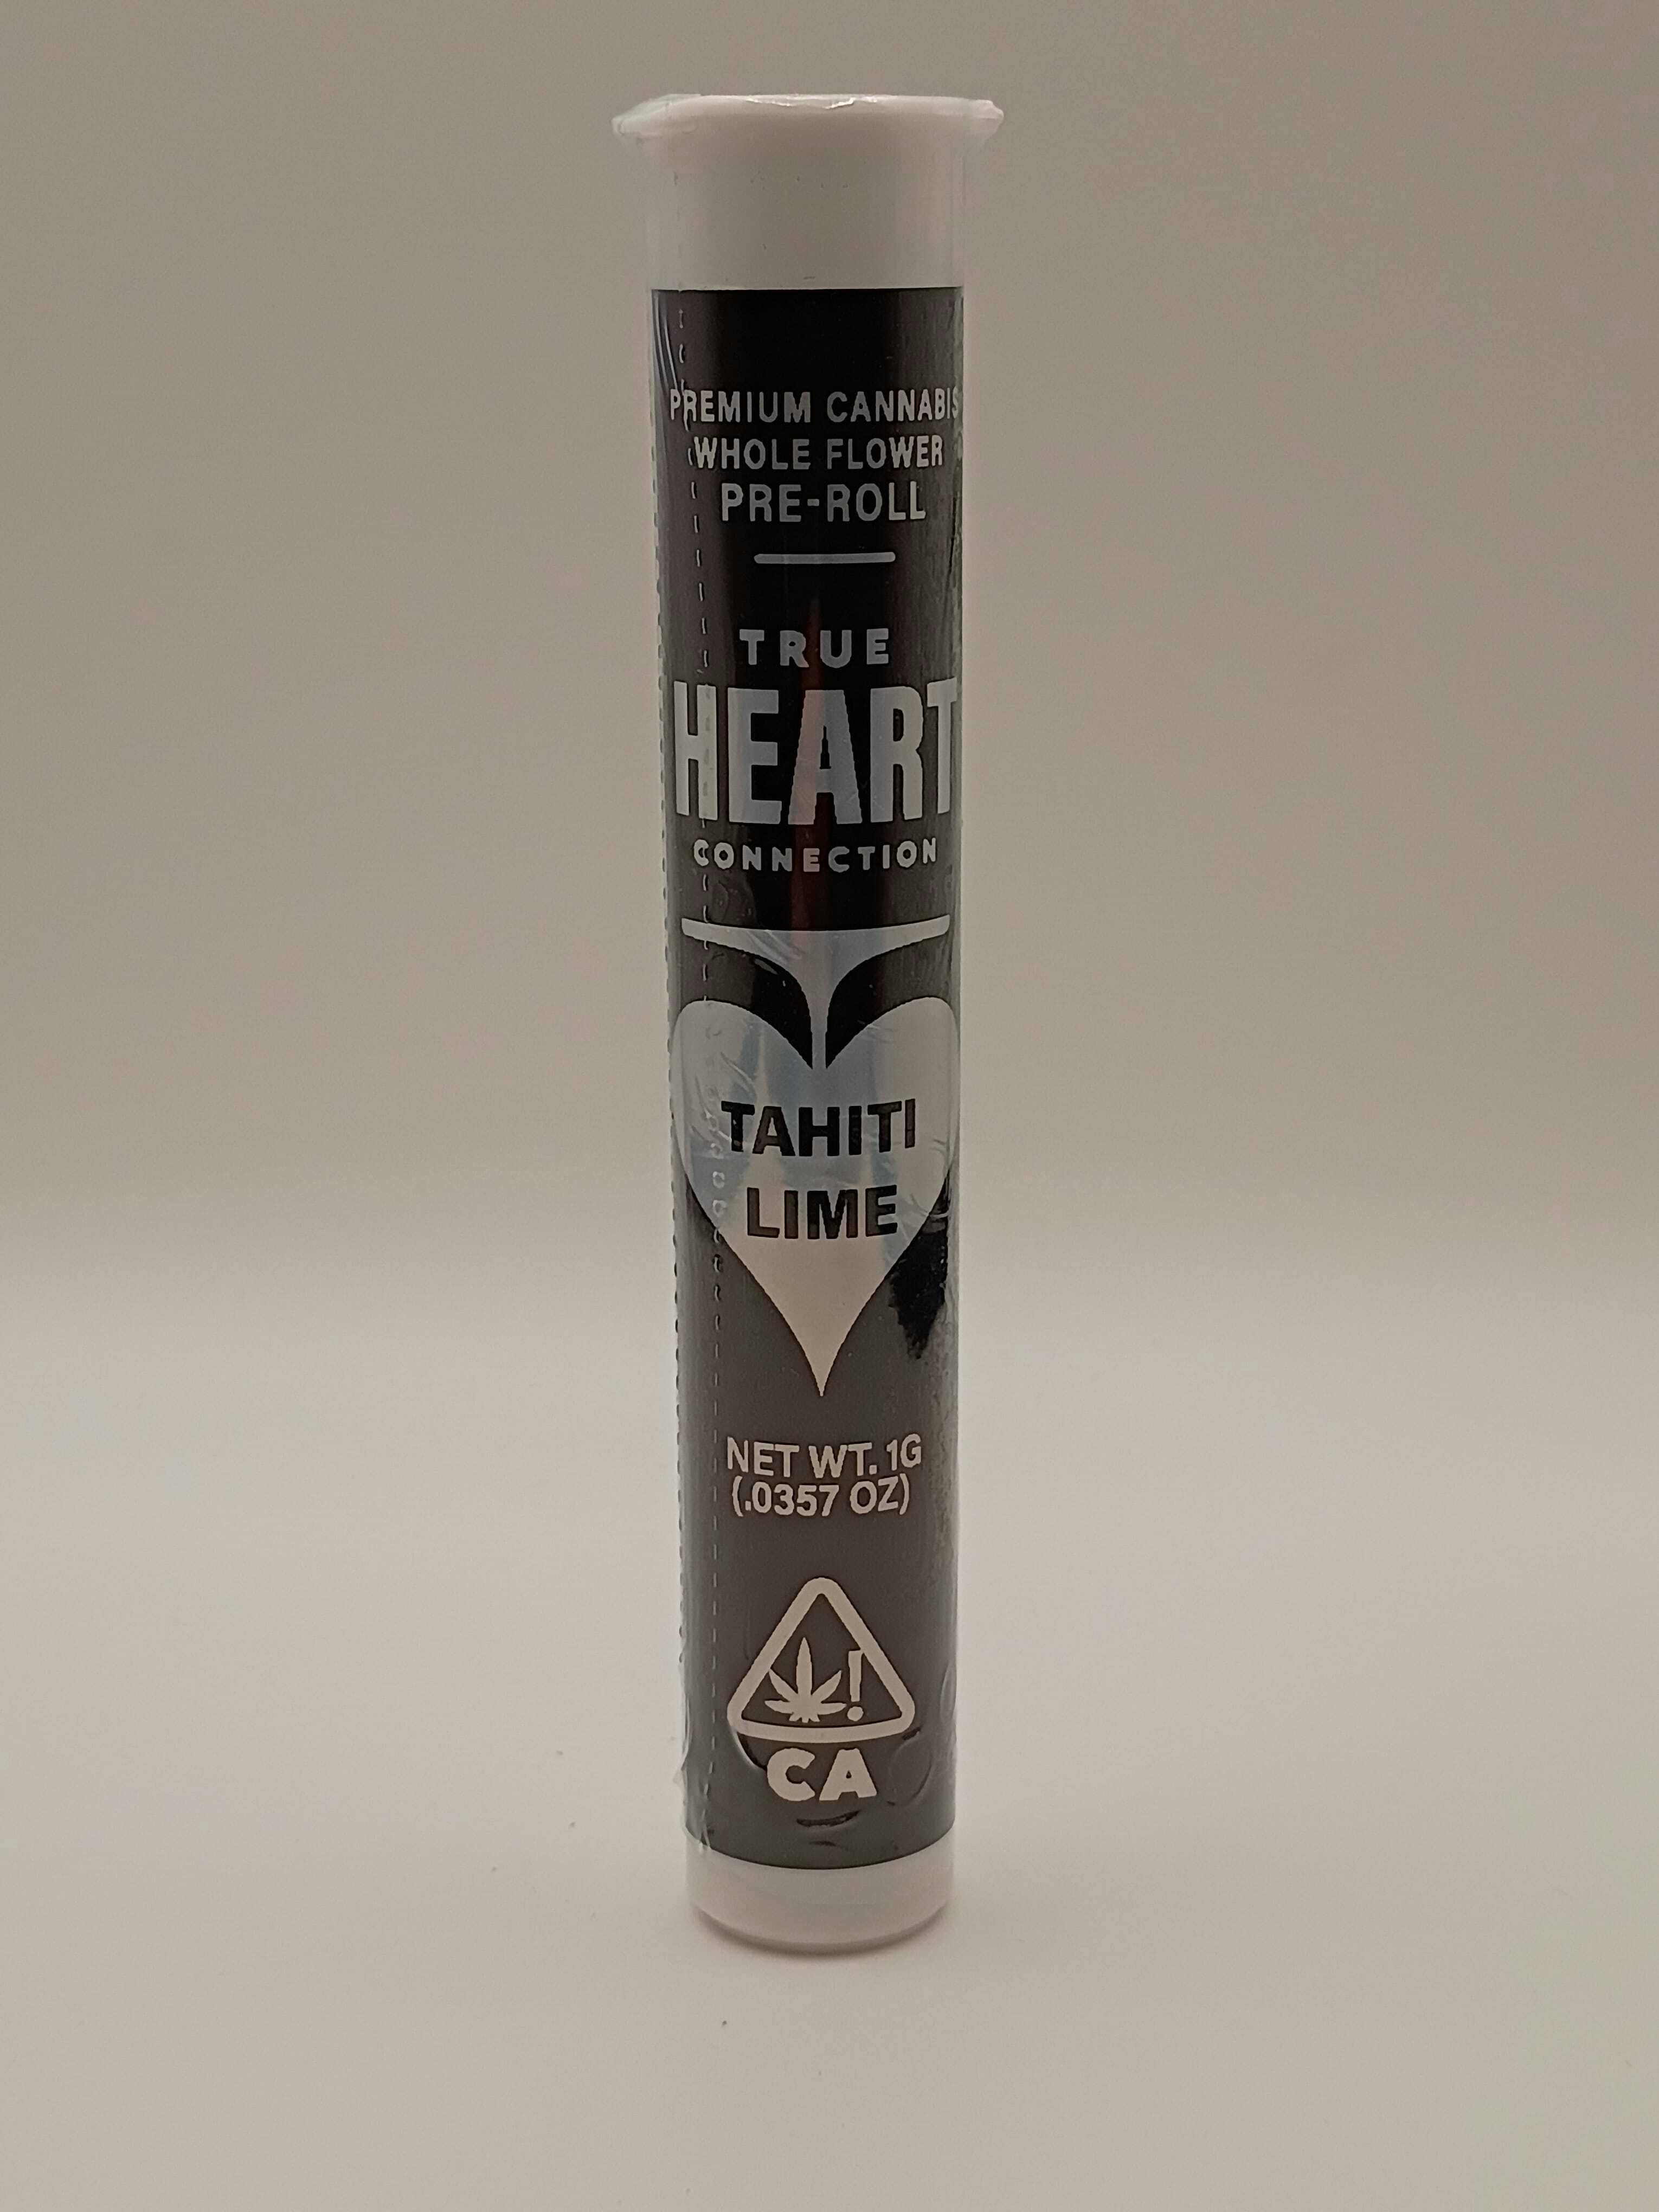 PREMIUM CANNABIS
WHOLE FLOWER
PRE-ROLL
TRUE
HEART
CONNECTION
TAHITI
LIME
NET WT. 1G
(.0357 OZ)
!
CA